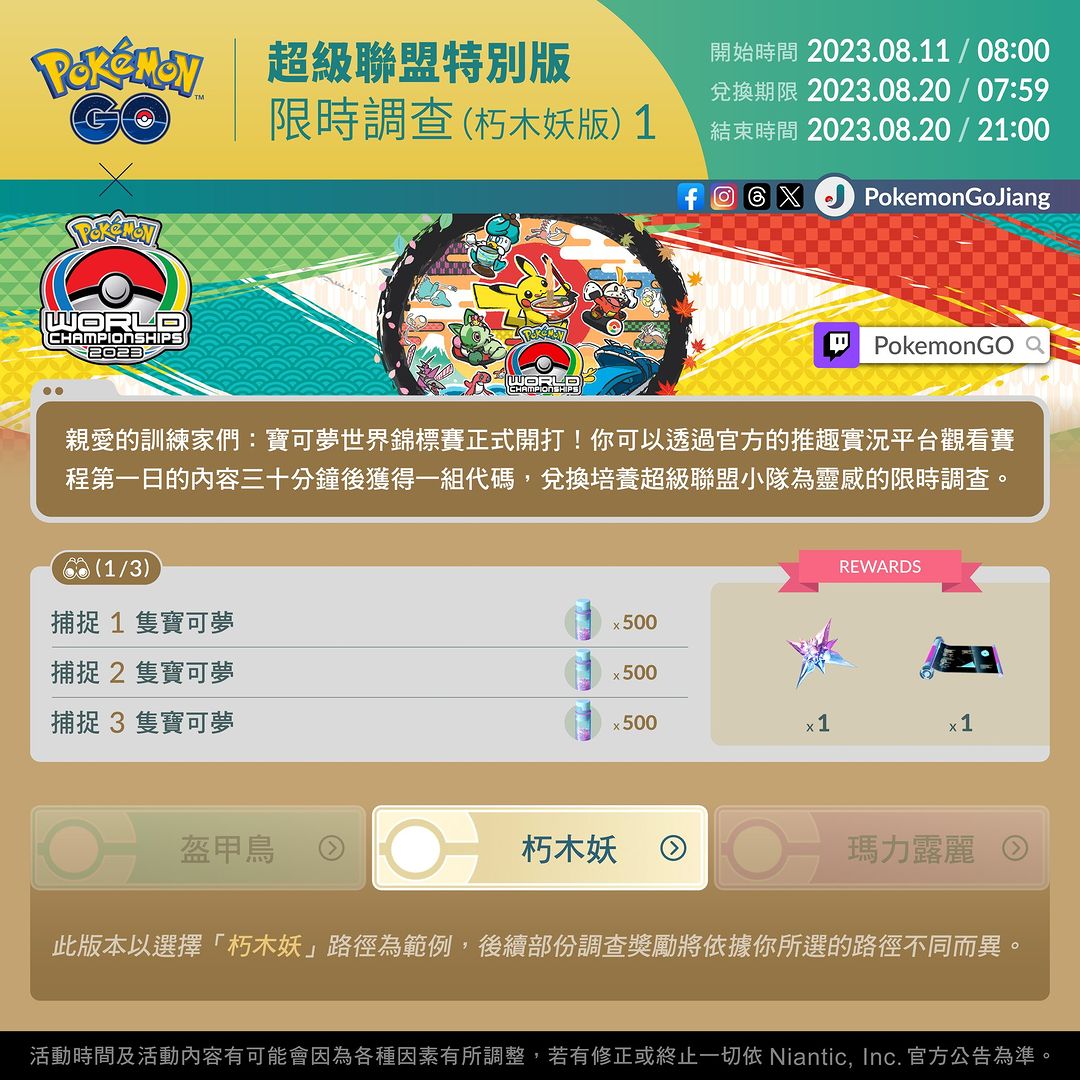 POKÉMON
GO
TM
超級聯盟特別版
限時調查(朽木妖版) 1
開始時間 2023.08.11 / 08:00
兌換期限 2023.08.20 / 07:59
結束時間 2023.08.20 / 21:00
PokemonGoJiang
POKÉMON
WORLD
CHAMPIONSHIPS
2023
POKÉMON
WORLD
CHAMPIONSHIPS
PokemonGO
親愛的訓練家們：寶可夢世界錦標賽正式開打！你可以透過官方的推趣實況平台觀看賽
程第一日的內容三十分鐘後獲得一組代碼，兌換培養超級聯盟小隊為靈感的限時調查。
(1/3)
REWARDS
捕捉 1 隻寶可夢 x500
捕捉 2 隻寶可夢 x500
捕捉 3 隻寶可夢 x500
x1 x1
盔甲鳥
朽木妖
瑪力露麗
此版本以選擇「朽木妖」路徑為範例，後續部份調查獎勵將依據你所選的路徑不同而異。
活動時間及活動內容有可能會因為各種因素有所調整，若有修正或終止一切依 Niantic, Inc. 官方公告為準。